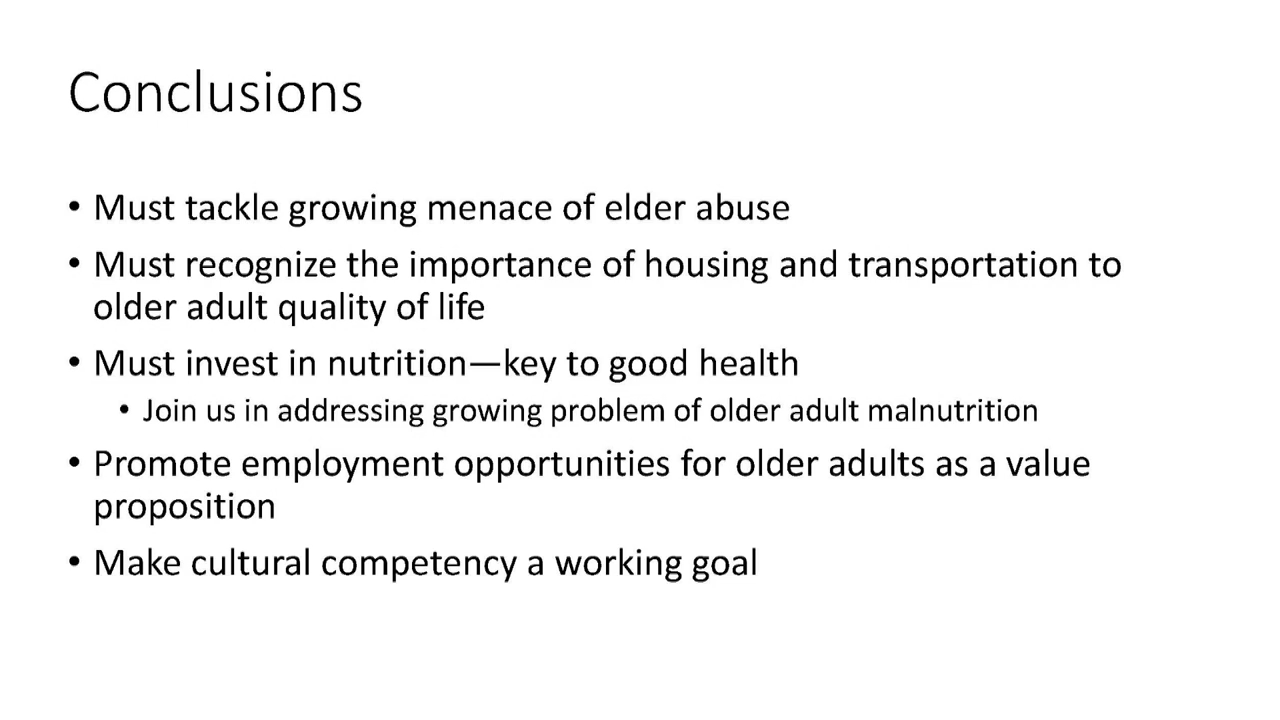 Conclusions
• Must tackle growing menace of elder abuse
• Must recognize the importance of housing and transportation to
older adult quality of life
• Must invest in nutrition—key to good health
• Join us in addressing growing problem of older adult malnutrition
• Promote employment opportunities for older adults as a value
proposition
• Make cultural competency a working goal